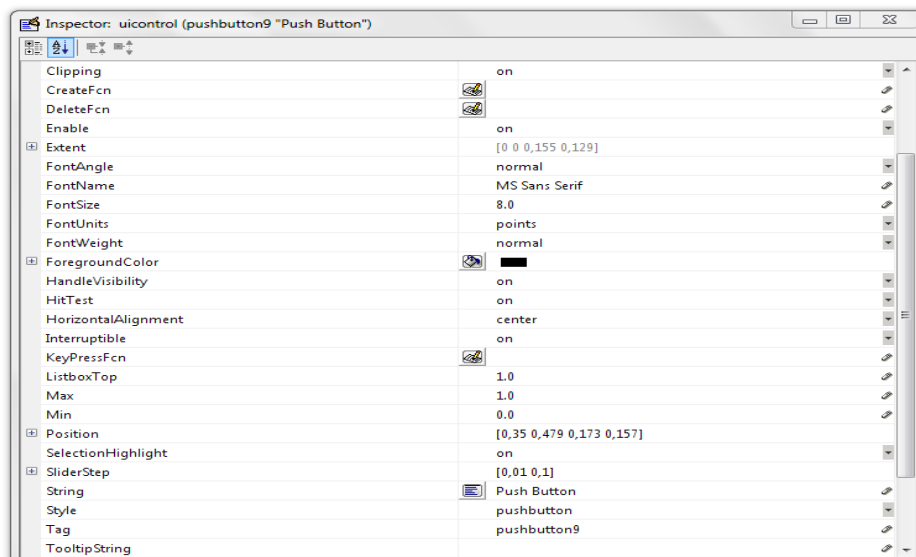 Inspector: uicontrol (pushbutton9 "Push Button")
Clipping on
CreateFcn
DeleteFcn
Enable on
Extent [0 0 0,155 0,129]
FontAngle normal
FontName MS Sans Serif
FontSize 8.0
FontUnits points
FontWeight normal
ForegroundColor
HandleVisibility on
HitTest on
HorizontalAlignment center
Interruptible on
KeyPressFcn
ListboxTop 1.0
Max 1.0
Min 0.0
Position [0,35 0,479 0,173 0,157]
SelectionHighlight on
SliderStep [0,01 0,1]
String Push Button
Style pushbutton
Tag pushbutton9
TooltipString